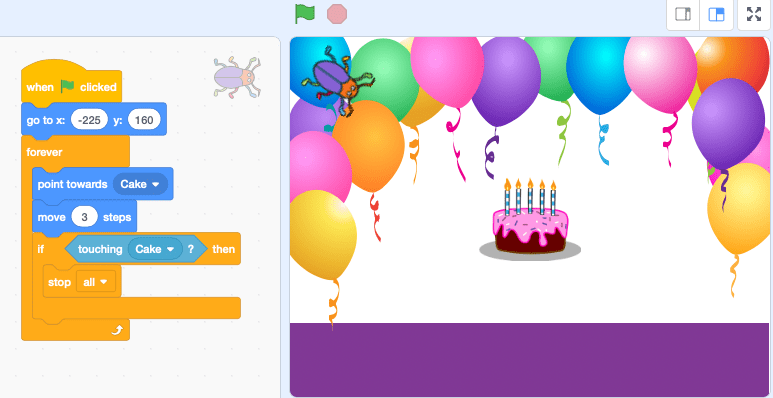 when clicked
go to x: -225 y: 160
forever
point towards Cake
move 3 steps
if touching Cake ? then
stop all